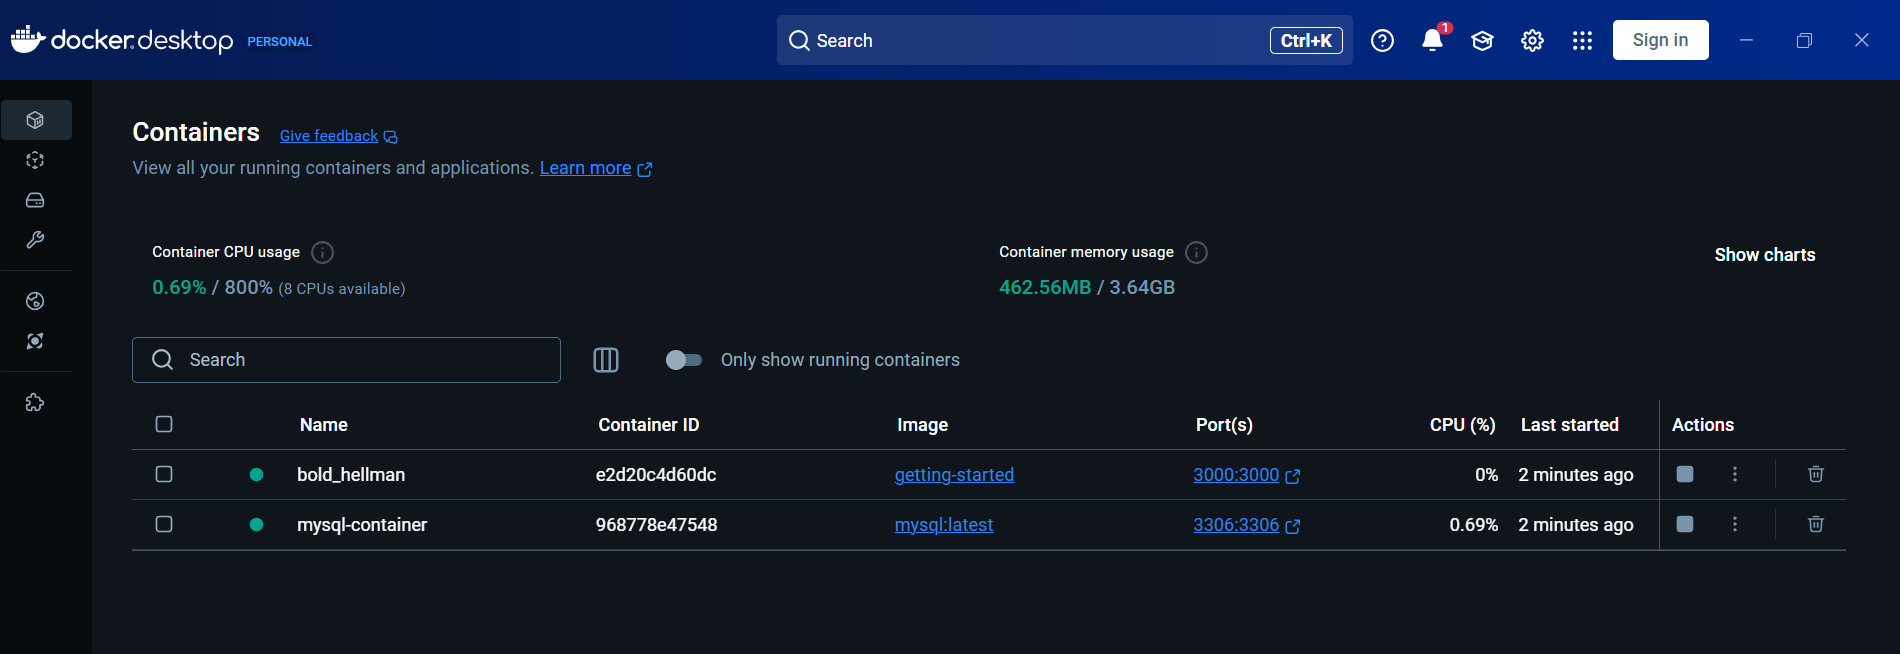 docker.desktop PERSONAL Search Ctrl+K 1 Sign in
Containers Give feedback
View all your running containers and applications. Learn more
Container CPU usage Container memory usage Show charts
0.69% / 800% (8 CPUs available) 462.56MB / 3.64GB
Search Only show running containers
Name Container ID Image Port(s) CPU (%) Last started Actions
bold_hellman e2d20c4d60dc getting-started 3000:3000 0% 2 minutes ago
mysql-container 968778e47548 mysql:latest 3306:3306 0.69% 2 minutes ago